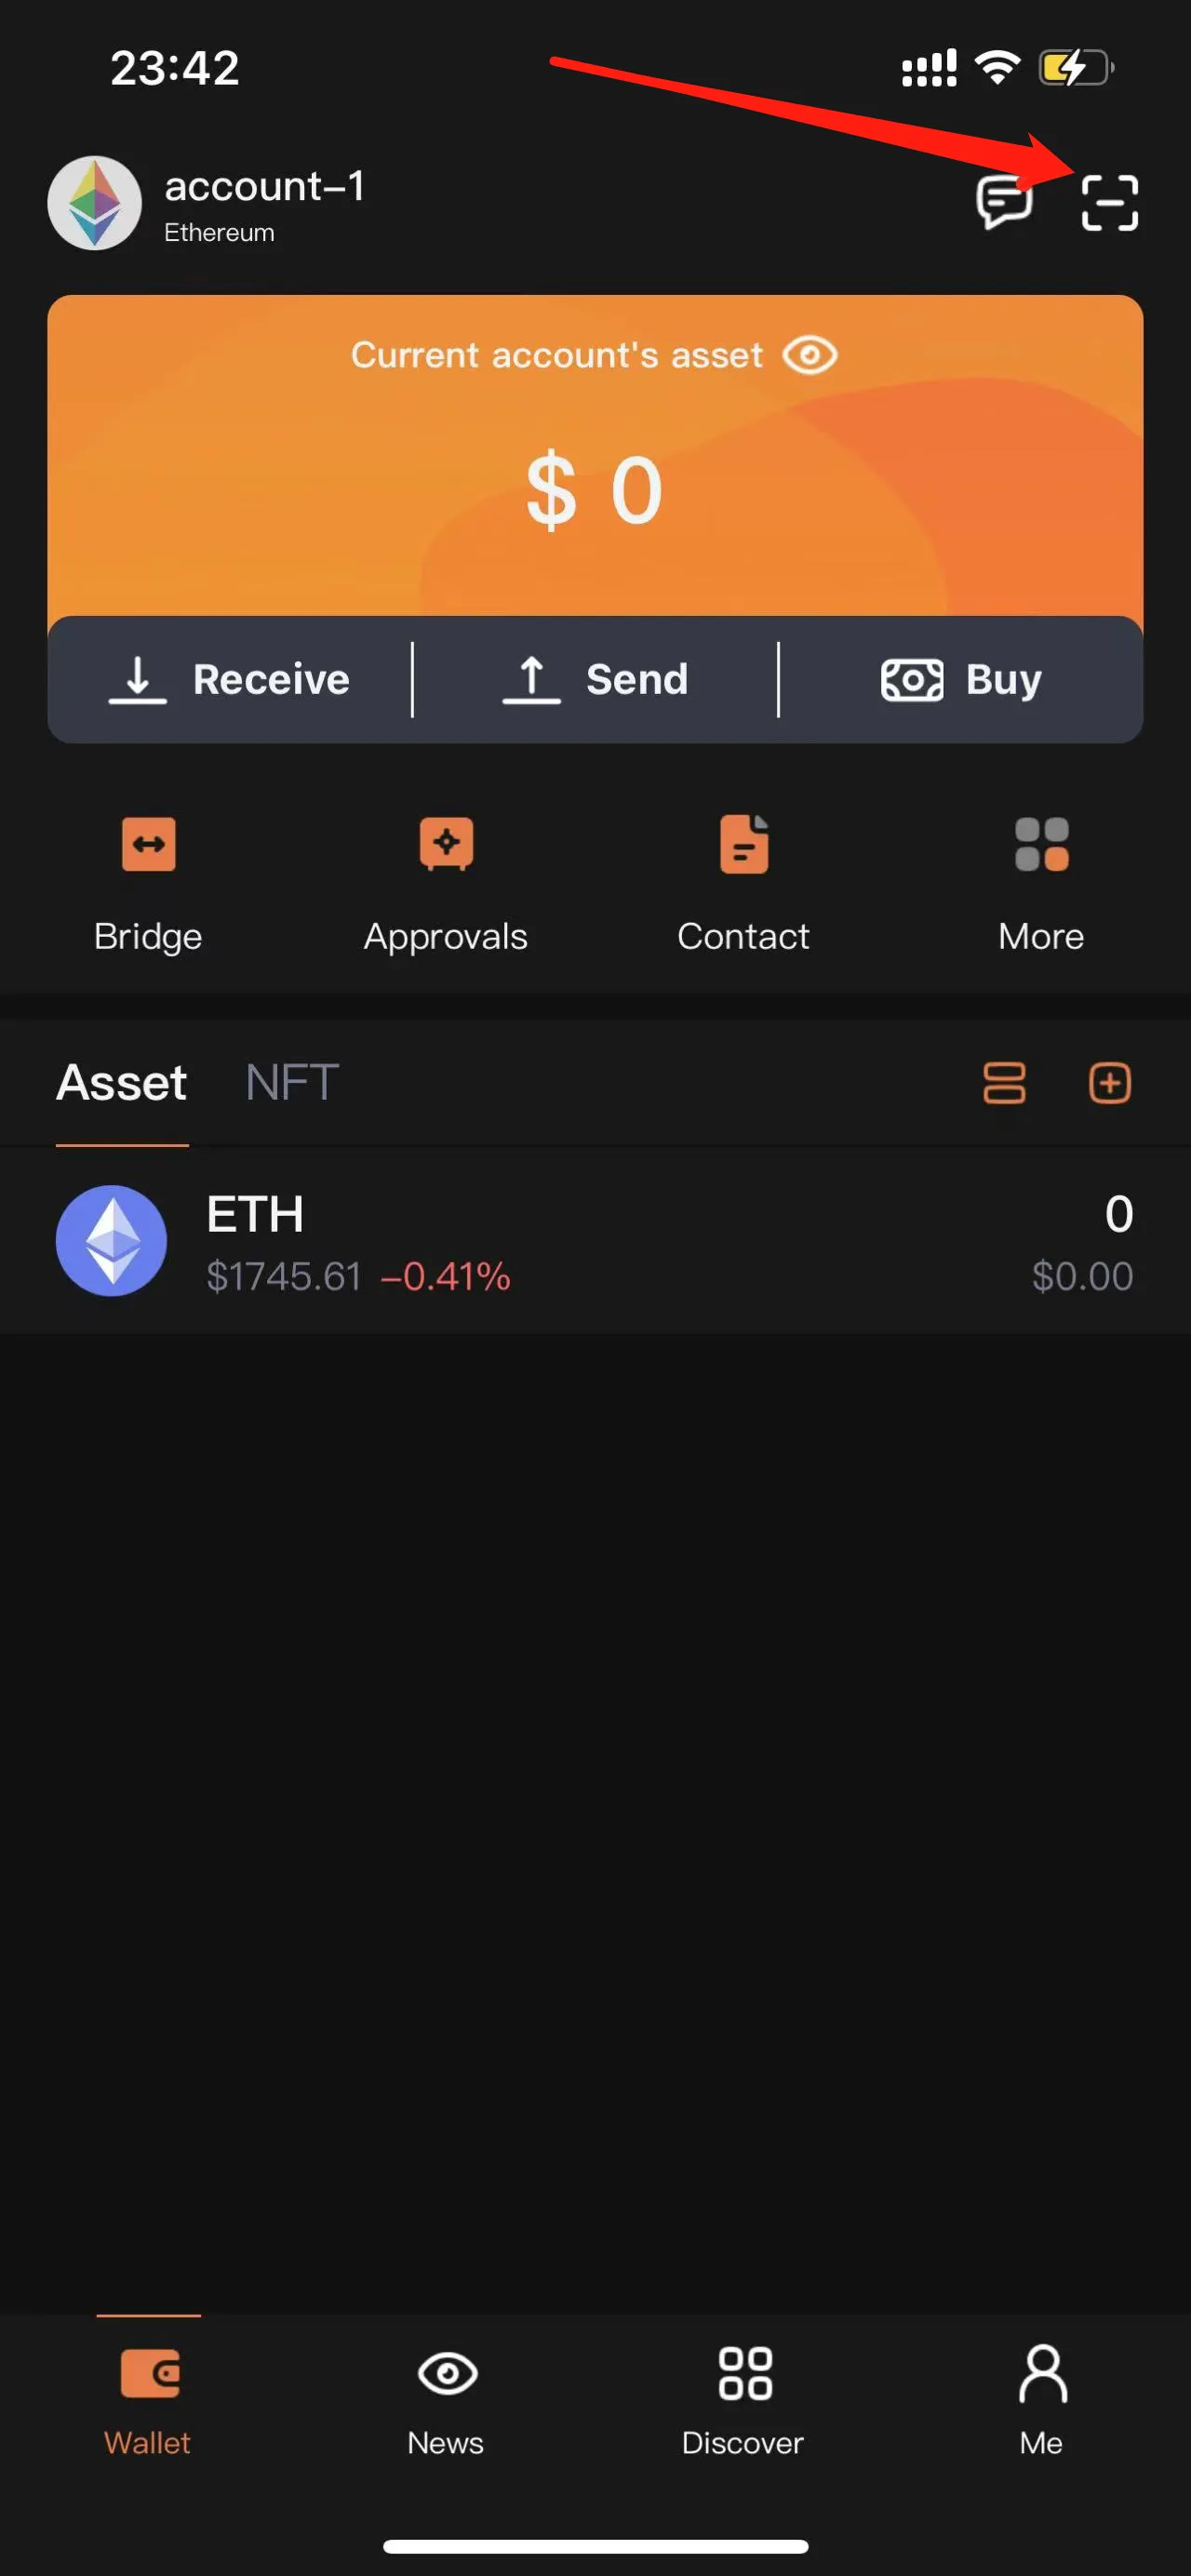 23:42
account-1
Ethereum
Current account's asset
$ 0
Receive
Send
Buy
Bridge
Approvals
Contact
More
Asset
NFT
ETH
0
$1745.61 -0.41%
$0.00
Wallet
News
Discover
Me